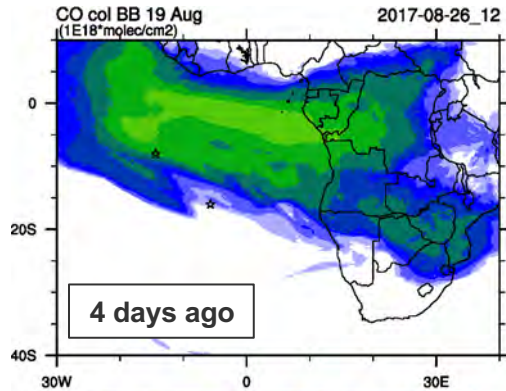 CO col BB 19 Aug 2017-08-26_12
(1E18*molec/cm2)
0
20S
4 days ago
40S
30W 0 30E